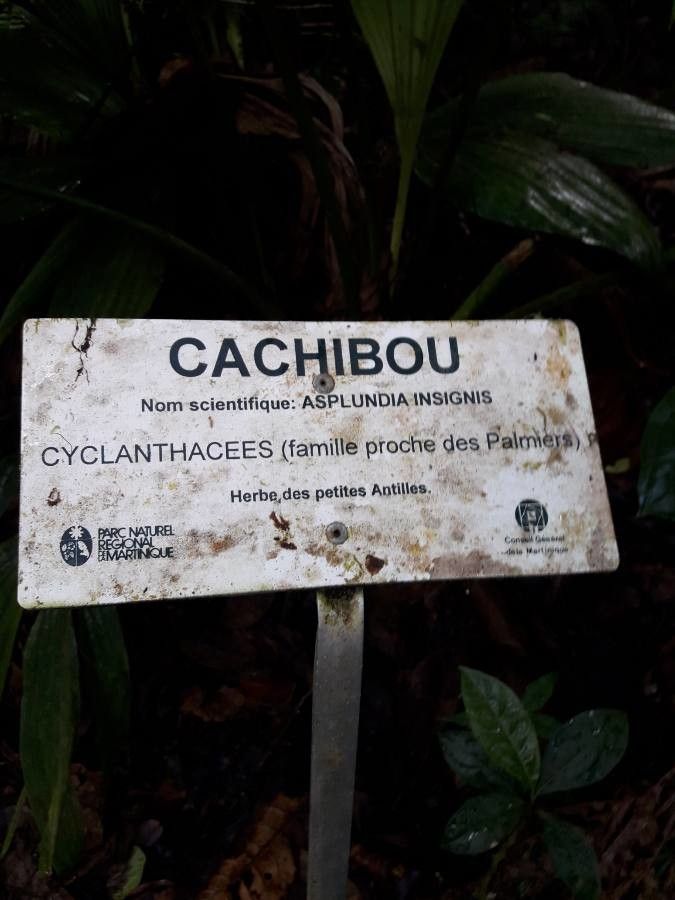 CACHIBOU
Nom scientifique: ASPLUNDIA INSIGNIS
CYCLANTHACEES (famille proche des Palmiers)
Herbe des petites Antilles.
PARC NATUREL
REGIONAL
DE MARTINIQUE
Conseil Général
de la Martinique